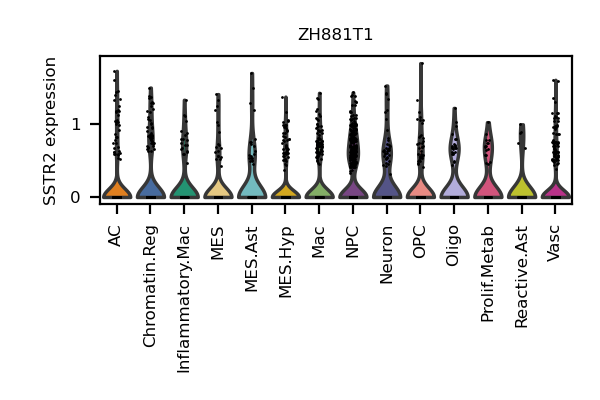 ZH881T1
SSTR2 expression
1
0
AC
Chromatin.Reg
Inflammatory.Mac
MES
MES.Ast
MES.Hyp
Mac
NPC
Neuron
OPC
Oligo
Prolif.Metab
Reactive.Ast
Vasc